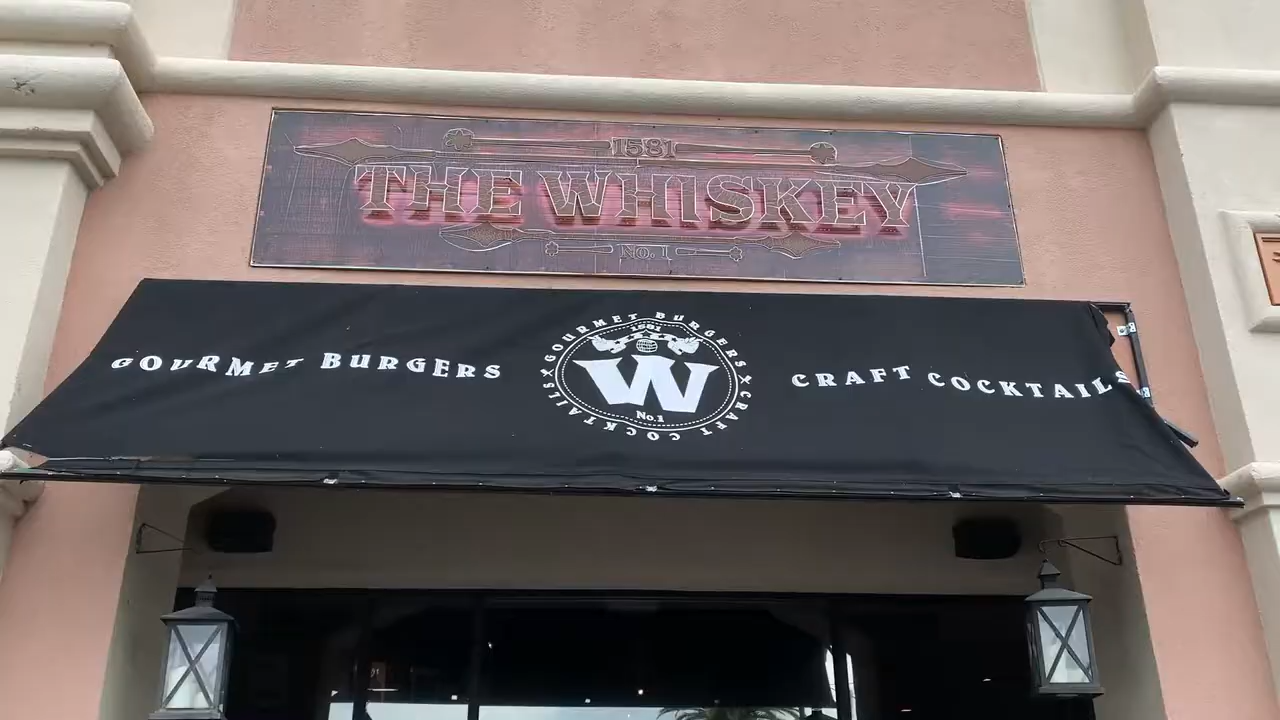 1581
THE WHISKEY
No. 1
GOURMET BURGERS
GOURMET BURGERS X CRAFT COCKTAILS X
1581
W
No.1
CRAFT COCKTAILS